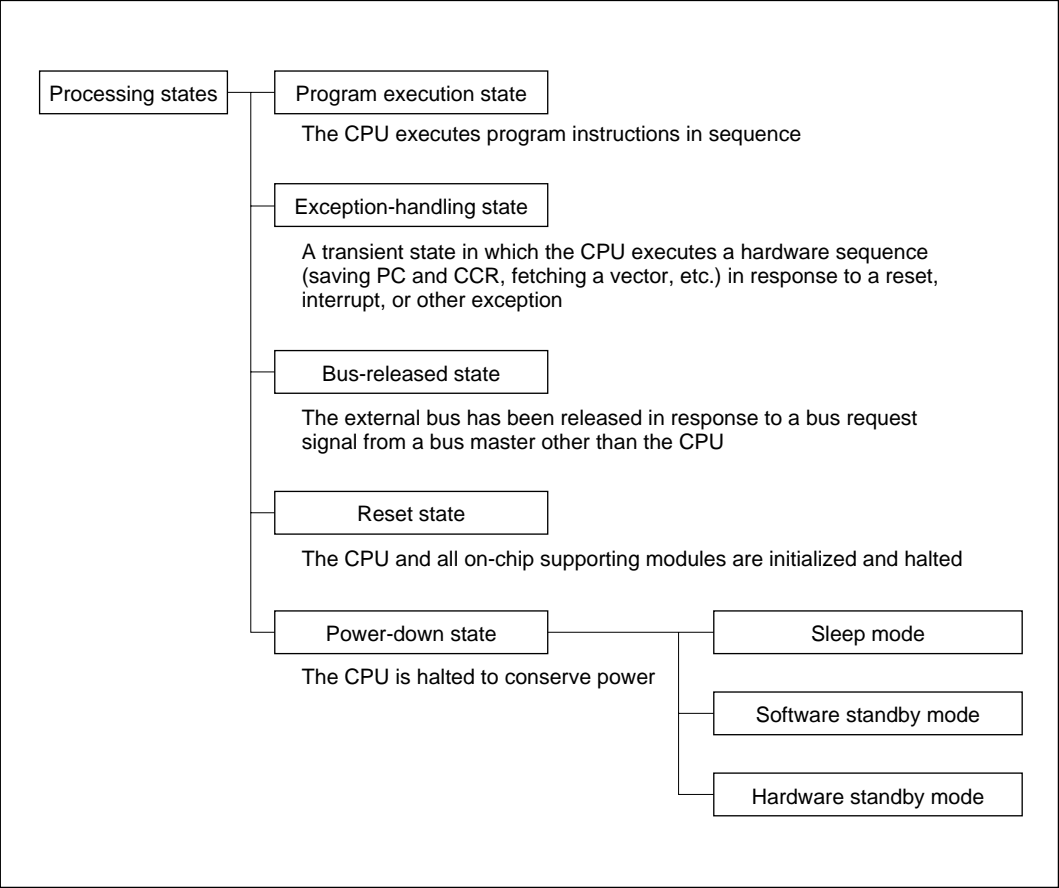 Processing states
Program execution state
The CPU executes program instructions in sequence
Exception-handling state
A transient state in which the CPU executes a hardware sequence
(saving PC and CCR, fetching a vector, etc.) in response to a reset,
interrupt, or other exception
Bus-released state
The external bus has been released in response to a bus request
signal from a bus master other than the CPU
Reset state
The CPU and all on-chip supporting modules are initialized and halted
Power-down state
The CPU is halted to conserve power
Sleep mode
Software standby mode
Hardware standby mode